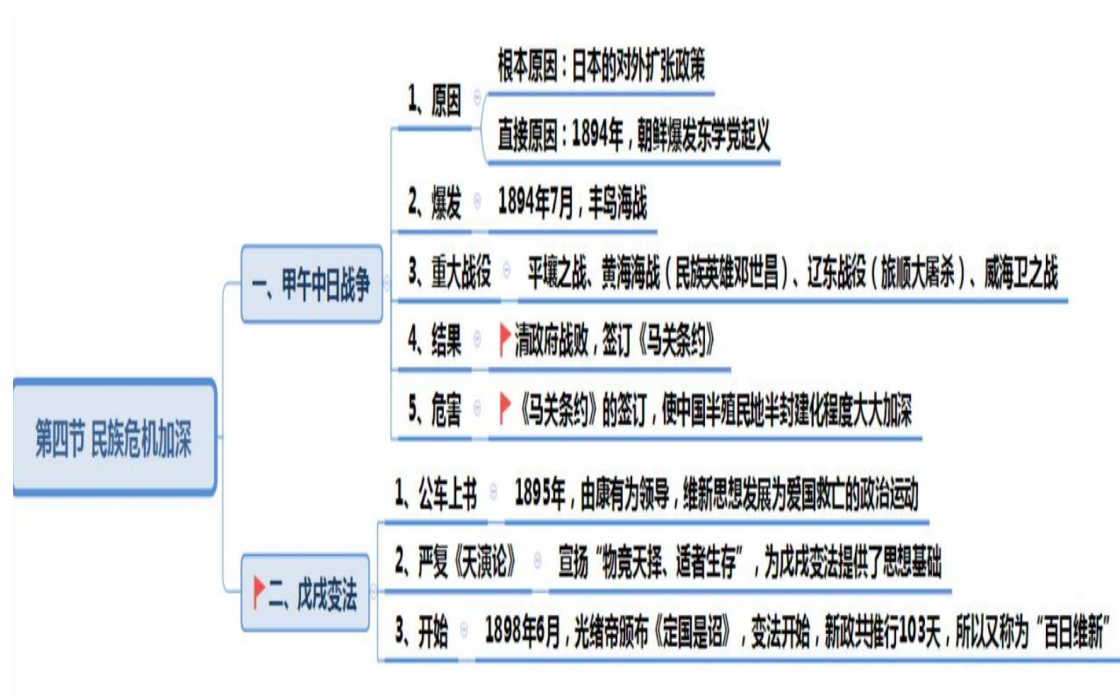 第四节 民族危机加深
一、甲午中日战争
1、原因
根本原因：日本的对外扩张政策
直接原因：1894年，朝鲜爆发东学党起义
2、爆发
1894年7月，丰岛海战
3、重大战役
平壤之战、黄海海战（民族英雄邓世昌）、辽东战役（旅顺大屠杀）、威海卫之战
4、结果
清政府战败，签订《马关条约》
5、危害
《马关条约》的签订，使中国半殖民地半封建化程度大大加深
二、戊戌变法
1、公车上书
1895年，由康有为领导，维新思想发展为爱国救亡的政治运动
2、严复《天演论》
宣扬“物竞天择、适者生存”，为戊戌变法提供了思想基础
3、开始
1898年6月，光绪帝颁布《定国是诏》，变法开始，新政共推行103天，所以又称为“百日维新”